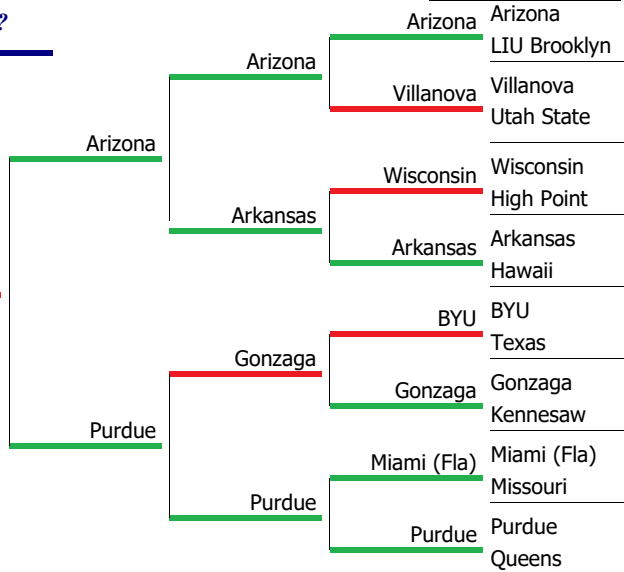 ?
Arizona
Purdue
Arizona
Arkansas
Gonzaga
Purdue
Arizona
Villanova
Wisconsin
Arkansas
BYU
Gonzaga
Miami (Fla)
Purdue
Arizona
LIU Brooklyn
Villanova
Utah State
Wisconsin
High Point
Arkansas
Hawaii
BYU
Texas
Gonzaga
Kennesaw
Miami (Fla)
Missouri
Purdue
Queens